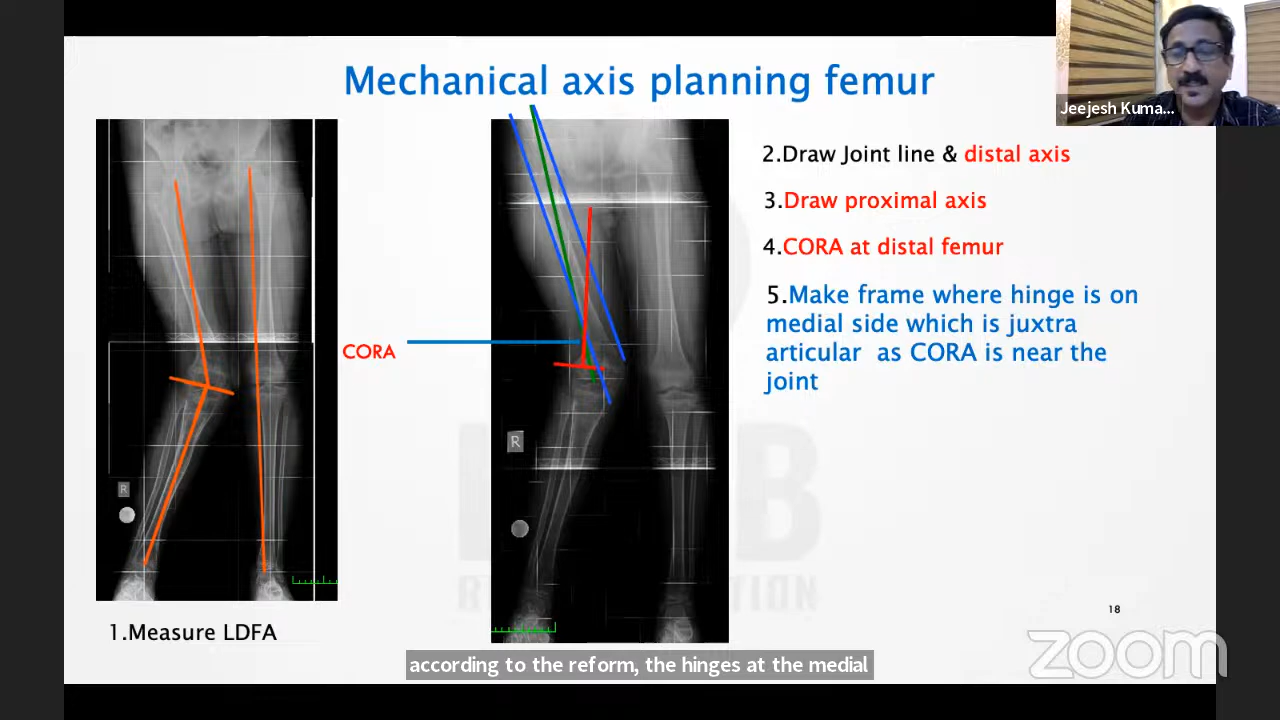 Mechanical axis planning femur
Jeejesh Kuma...
2.Draw Joint line & distal axis
3.Draw proximal axis
4.CORA at distal femur
5.Make frame where hinge is on
medial side which is juxtra
articular as CORA is near the
joint
CORA
R
R
1.Measure LDFA
18
zoom
according to the reform, the hinges at the medial